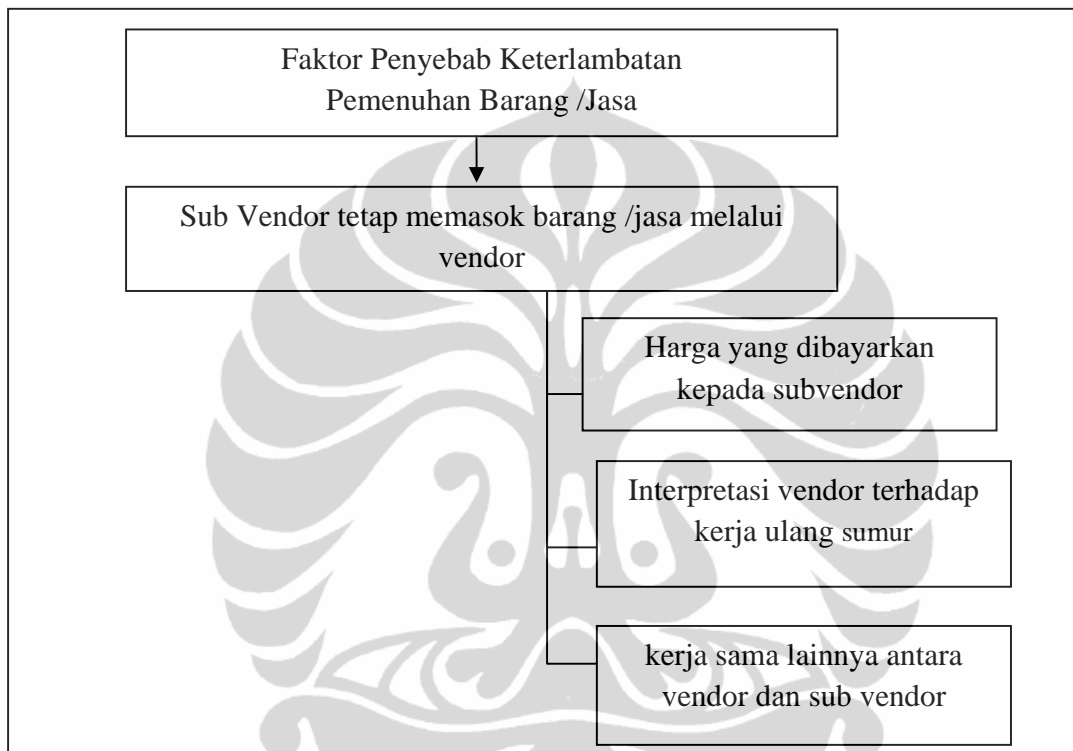 Faktor Penyebab Keterlambatan
Pemenuhan Barang /Jasa
Sub Vendor tetap memasok barang /jasa melalui
vendor
Harga yang dibayarkan
kepada subvendor
Interpretasi vendor terhadap
kerja ulang sumur
kerja sama lainnya antara
vendor dan sub vendor